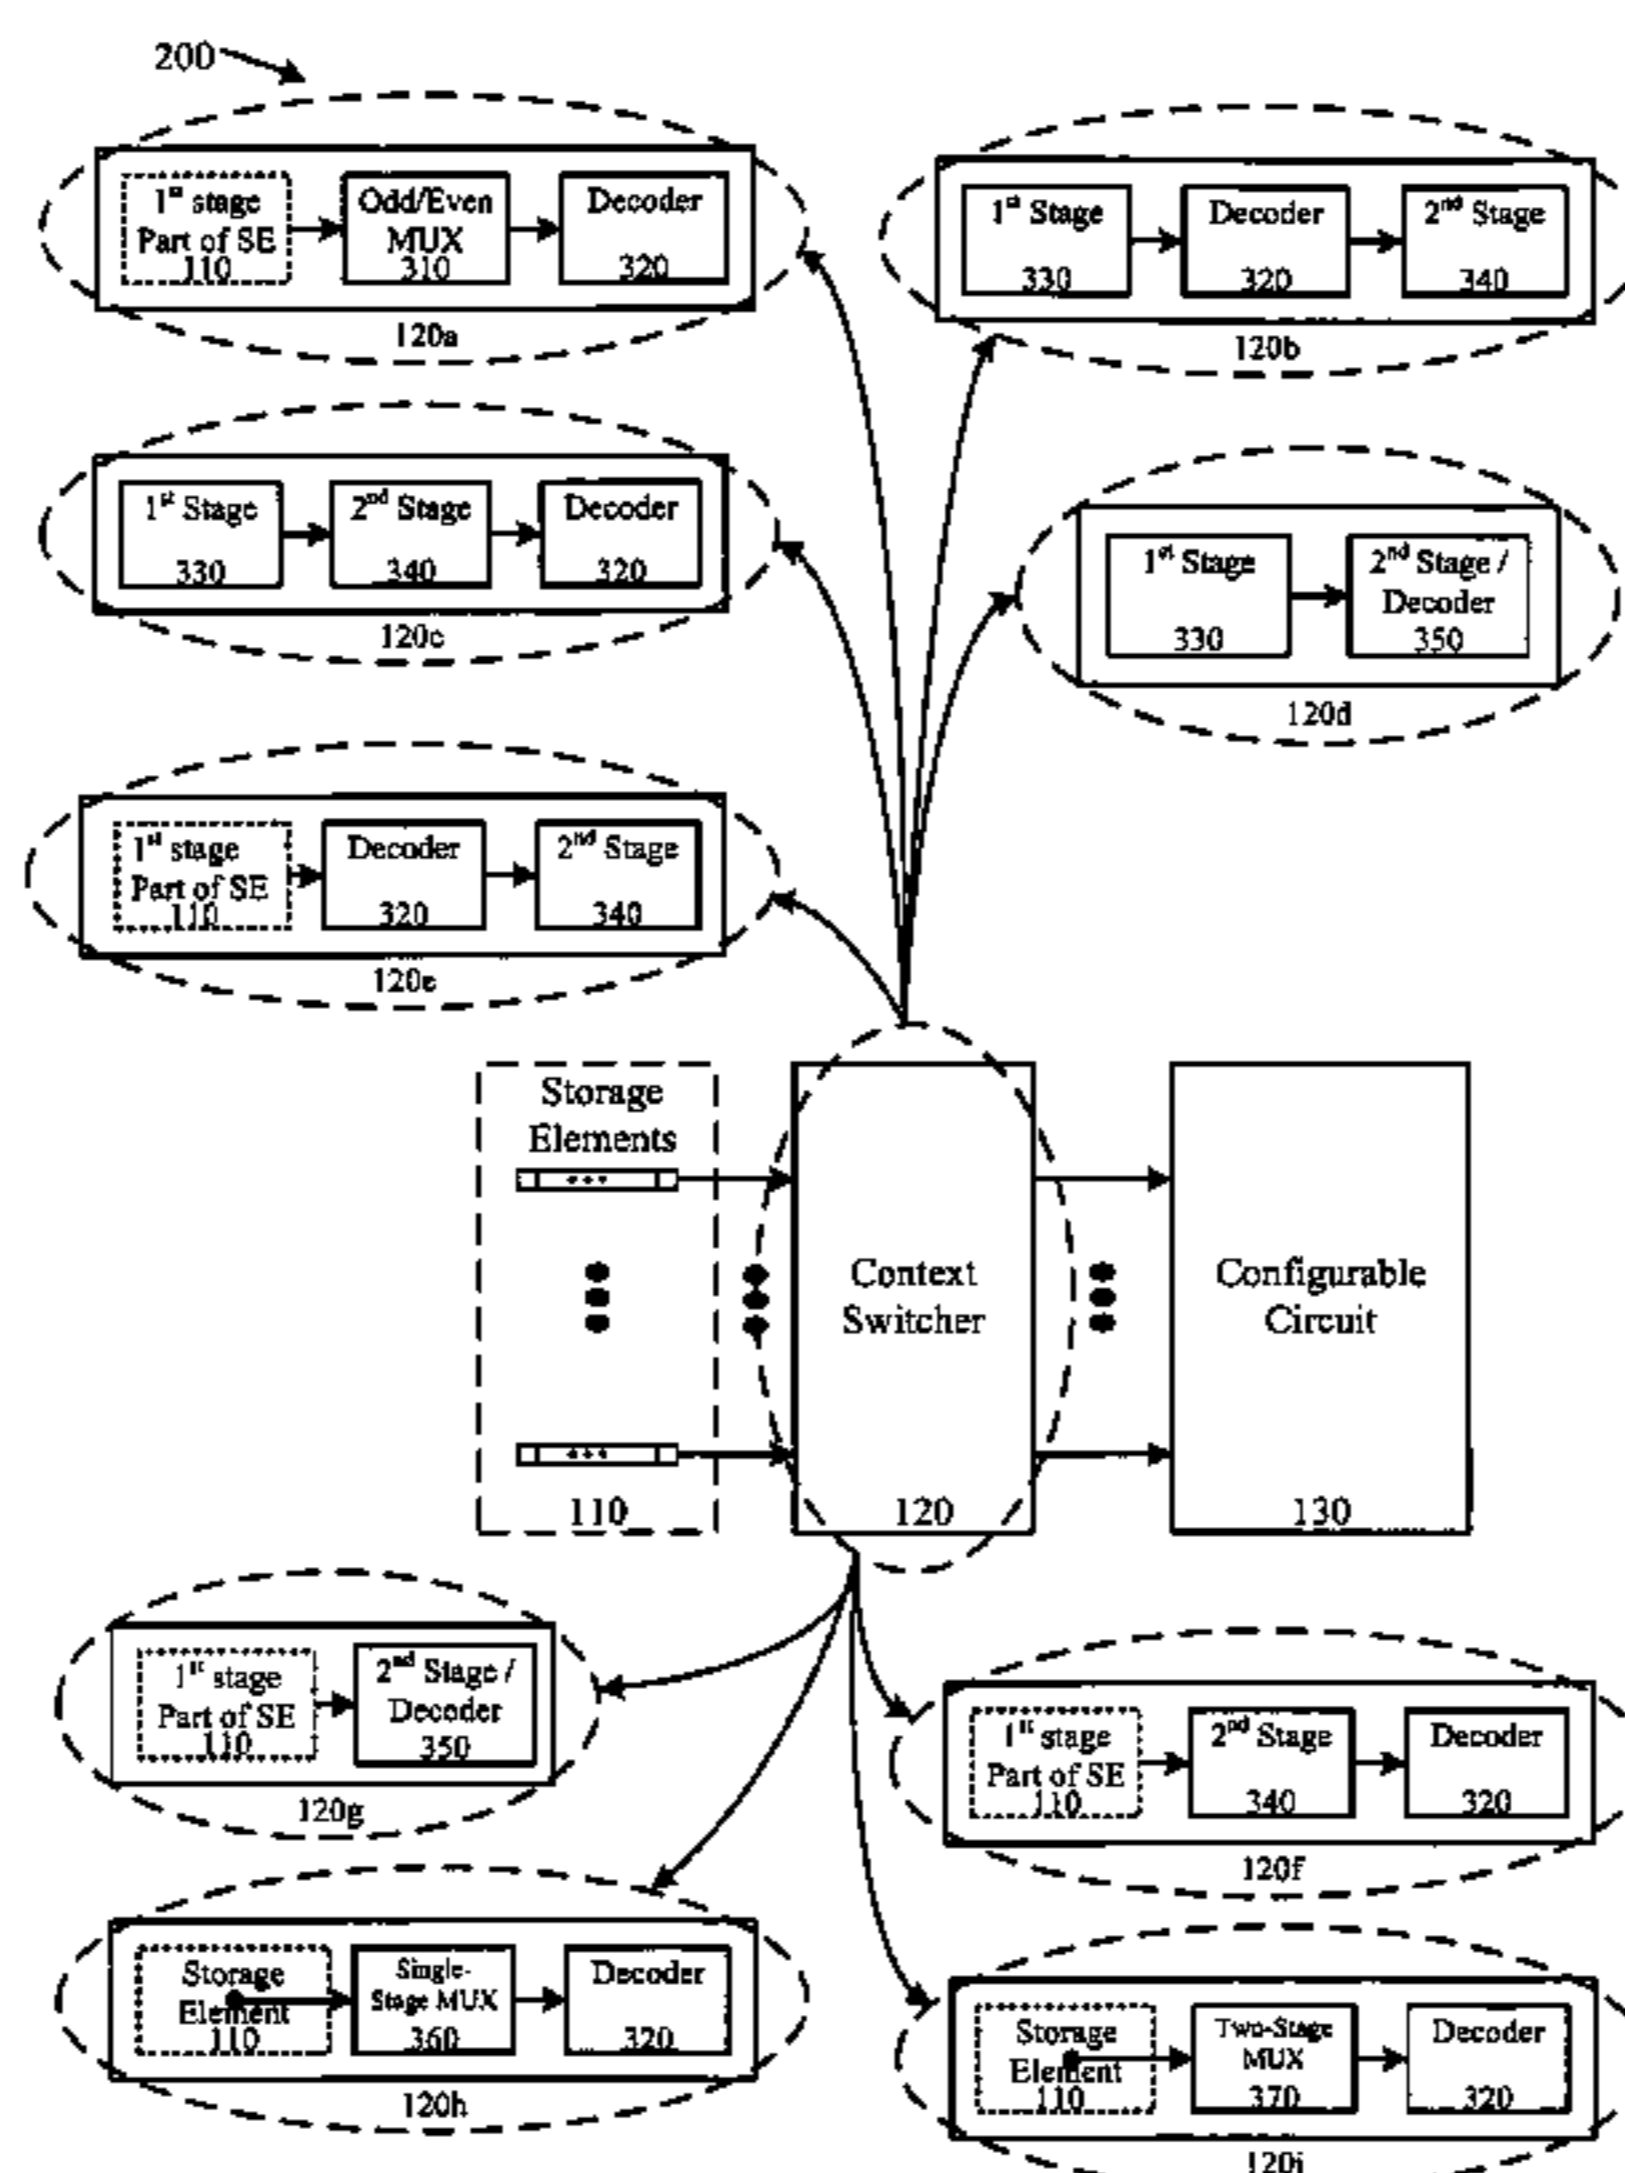 200
1st stage
Part of SE
110
Odd/Even
MUX
310
Decoder
320
120a
1st Stage
330
Decoder
320
2nd Stage
340
120b
1st Stage
330
2nd Stage
340
Decoder
320
120c
1st Stage
330
2nd Stage /
Decoder
350
120d
1st stage
Part of SE
110
Decoder
320
2nd Stage
340
120e
Storage
Elements
110
Context
Switcher
120
Configurable
Circuit
130
1st stage
Part of SE
110
2nd Stage /
Decoder
350
120g
1st stage
Part of SE
110
2nd Stage
340
Decoder
320
120f
Storage
Element
110
Single-
Stage MUX
360
Decoder
320
120h
Storage
Element
110
Two-Stage
MUX
370
Decoder
320
120i